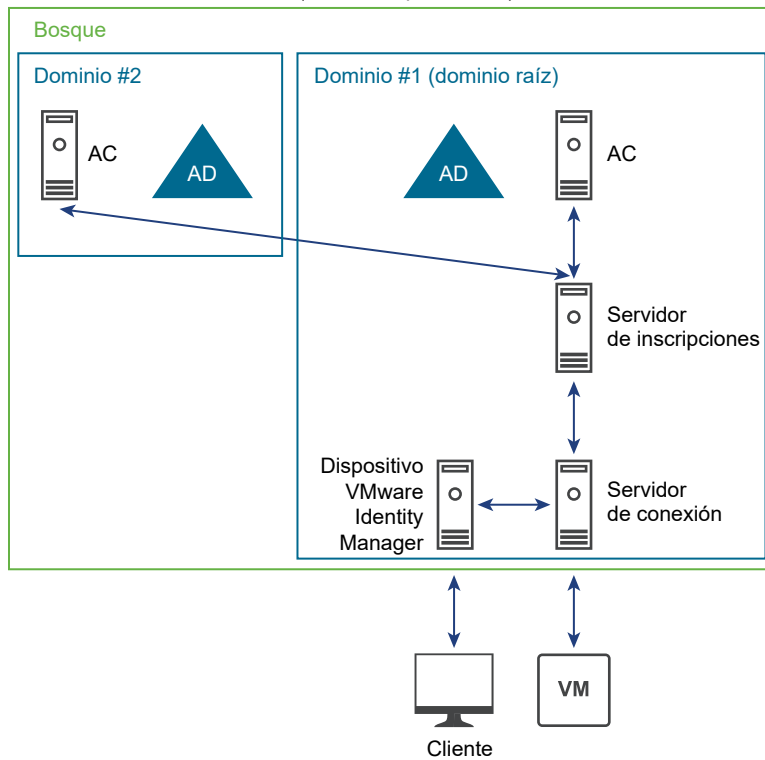 Bosque
Dominio #2
Dominio #1 (dominio raíz)
AC
AD
AD
AC
Servidor
de inscripciones
Dispositivo
VMware
Identity
Manager
Servidor
de conexión
VM
Cliente